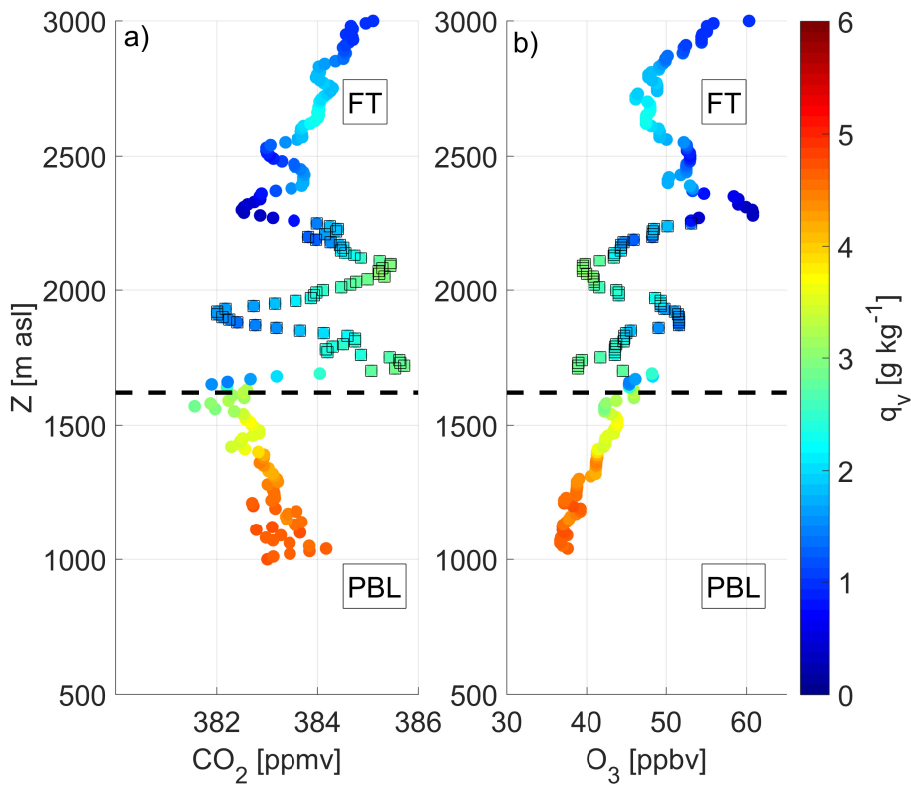 a)
3000
2500
2000
1500
1000
500
Z [m asl]
FT
PBL
382
384
386
CO₂ [ppmv]
b)
FT
PBL
30
40
50
60
O₃ [ppbv]
6
5
4
3
2
1
0
qᵥ [g kg⁻¹]